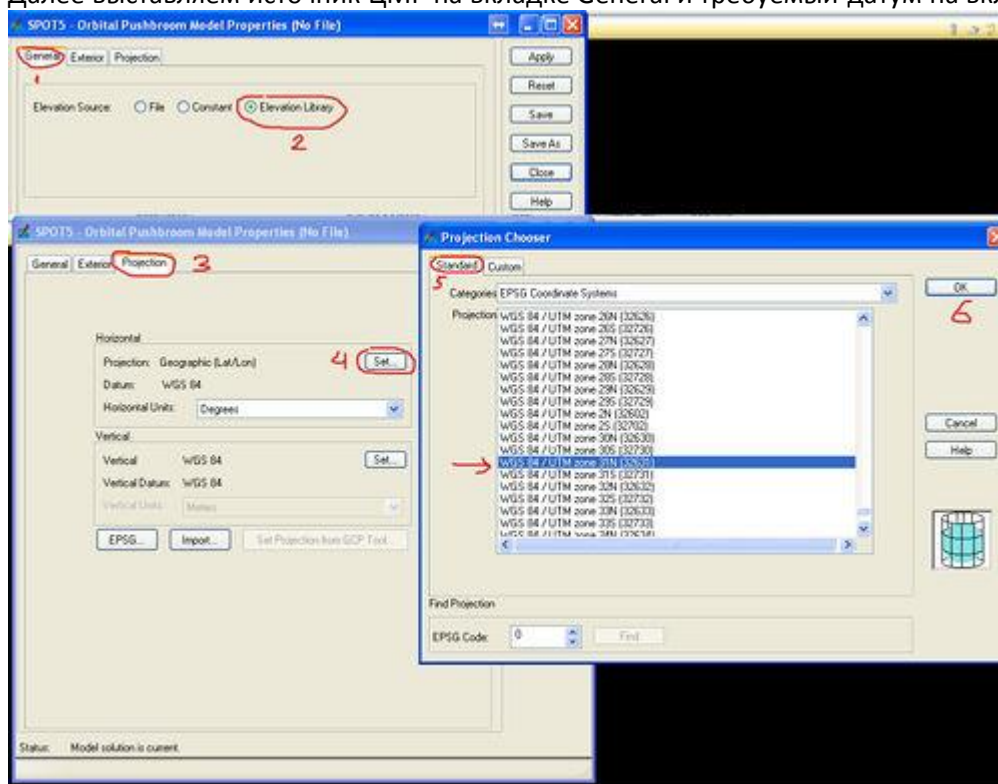 Далее выставляем источник ЦМР на вкладке General и требуемый датум на вк
SPOT5 - Orbital Pushbroom Model Properties (No File)
General Exterior Projection
1
Elevation Source: File Constant Elevation Library
2
Apply
Reset
Save
Save As
Close
Help
SPOT5 - Orbital Pushbroom Model Properties (No File)
General Exterior Projection 3
Horizontal
Projection: Geographic (Lat/Lon) 4 Set...
Datum: WGS 84
Horizontal Units: Degrees
Vertical
Vertical WGS 84 Set...
Vertical Datum: WGS 84
Vertical Units: Meters
EPSG... Import... Set Projection from GCP Tool...
Status: Model solution is current.
Projection Chooser
Standard Custom
5
Categories EPSG Coordinate Systems
Projection WGS 84 / UTM zone 26N (32626)
WGS 84 / UTM zone 26S (32726)
WGS 84 / UTM zone 27N (32627)
WGS 84 / UTM zone 27S (32727)
WGS 84 / UTM zone 28N (32628)
WGS 84 / UTM zone 28S (32728)
WGS 84 / UTM zone 29N (32629)
WGS 84 / UTM zone 29S (32729)
WGS 84 / UTM zone 2N (32602)
WGS 84 / UTM zone 2S (32702)
WGS 84 / UTM zone 30N (32630)
WGS 84 / UTM zone 30S (32730)
WGS 84 / UTM zone 31N (32631)
WGS 84 / UTM zone 31S (32731)
WGS 84 / UTM zone 32N (32632)
WGS 84 / UTM zone 32S (32732)
WGS 84 / UTM zone 33N (32633)
WGS 84 / UTM zone 33S (32733)
WGS 84 / UTM zone 34N (32634)
OK
6
Cancel
Help
Find Projection
EPSG Code: 0 Find